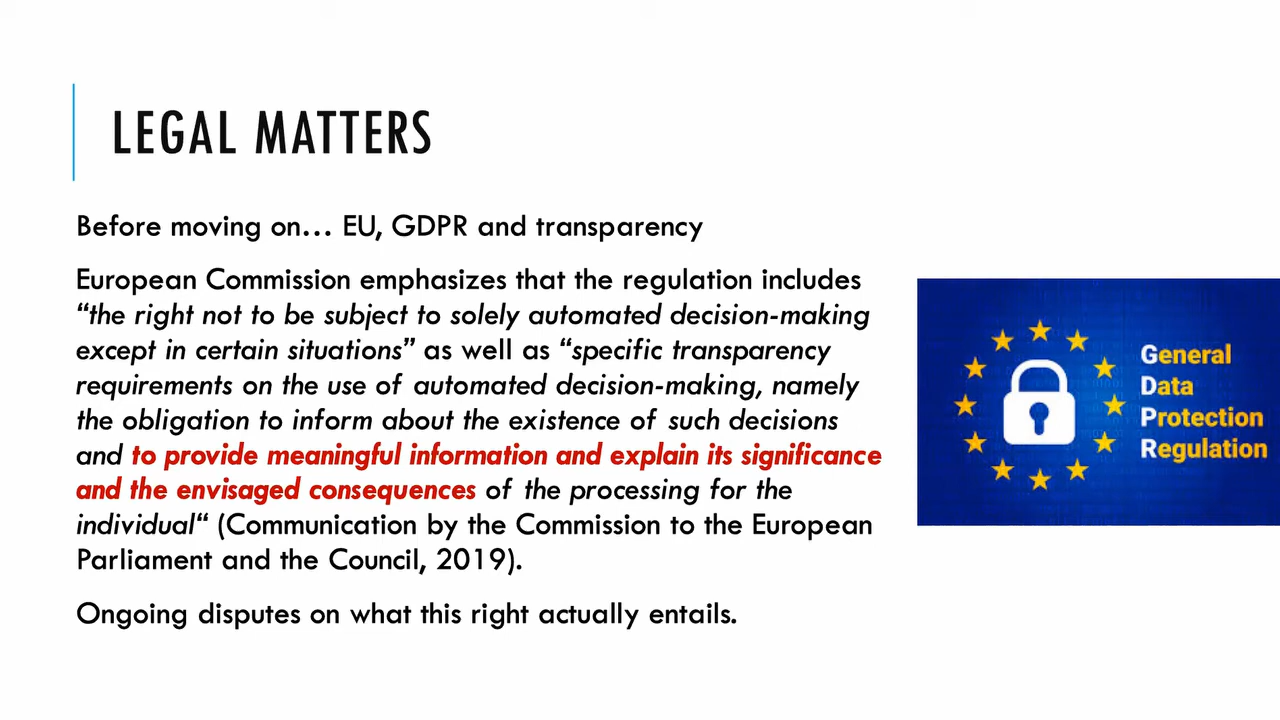 LEGAL MATTERS
Before moving on... EU, GDPR and transparency
European Commission emphasizes that the regulation includes
“the right not to be subject to solely automated decision-making
except in certain situations” as well as “specific transparency
requirements on the use of automated decision-making, namely
the obligation to inform about the existence of such decisions
and to provide meaningful information and explain its significance
and the envisaged consequences of the processing for the
individual“ (Communication by the Commission to the European
Parliament and the Council, 2019).
Ongoing disputes on what this right actually entails.
General
Data
Protection
Regulation